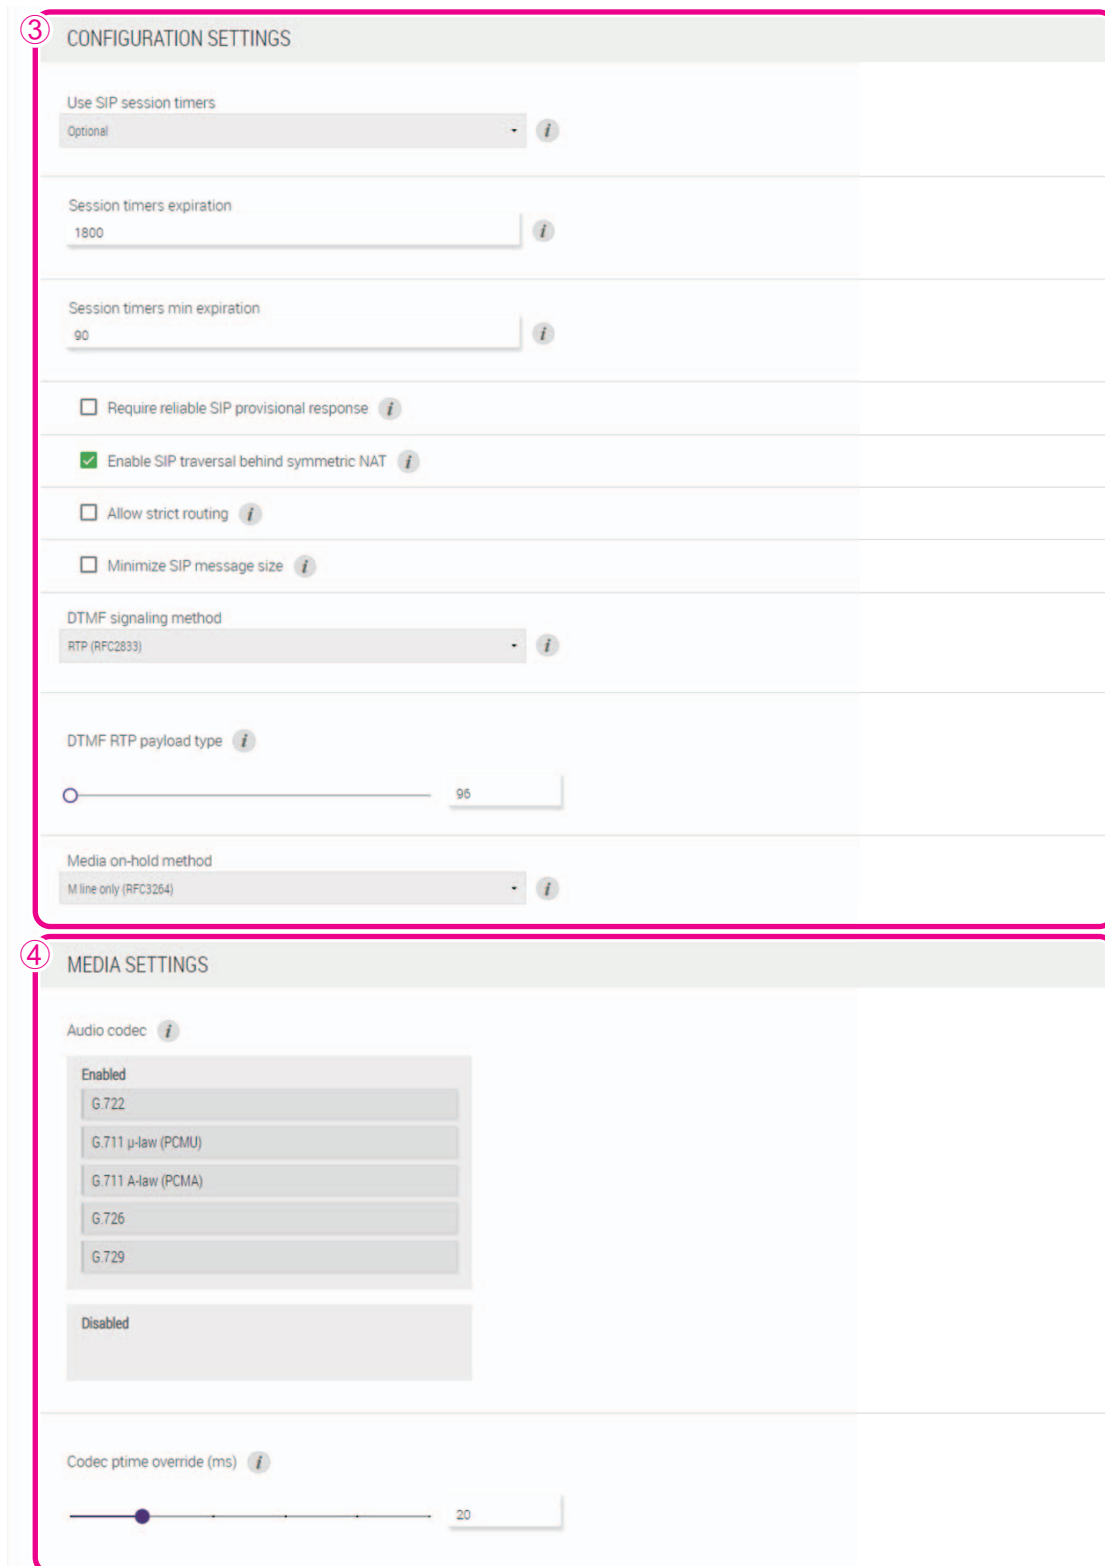 ③
CONFIGURATION SETTINGS
Use SIP session timers
Optional
i
Session timers expiration
1800
i
Session timers min expiration
90
i
Require reliable SIP provisional response i
Enable SIP traversal behind symmetric NAT i
Allow strict routing i
Minimize SIP message size i
DTMF signaling method
RTP (RFC2833)
i
DTMF RTP payload type i
96
Media on-hold method
M line only (RFC3264)
i
④
MEDIA SETTINGS
Audio codec i
Enabled
G.722
G.711 μ-law (PCMU)
G.711 A-law (PCMA)
G.726
G.729
Disabled
Codec ptime override (ms) i
20